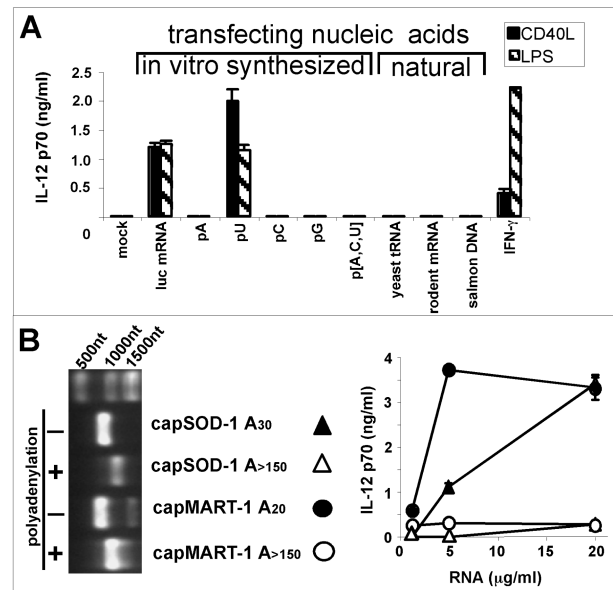 A
transfecting nucleic acids
in vitro synthesized
natural
CD40L
LPS
IL-12 p70 (ng/ml)
2.5
2.0
1.5
1.0
0.5
0
mock
luc mRNA
pA
pU
pC
pG
p[A,C,U]
yeast tRNA
rodent mRNA
salmon DNA
IFN-γ
B
500nt
1000nt
1500nt
polyadenylation
− capSOD-1 A30
+ capSOD-1 A>150
− capMART-1 A20
+ capMART-1 A>150
IL-12 p70 (ng/ml)
4
3
2
1
0
0 5 10 15 20
RNA (μg/ml)